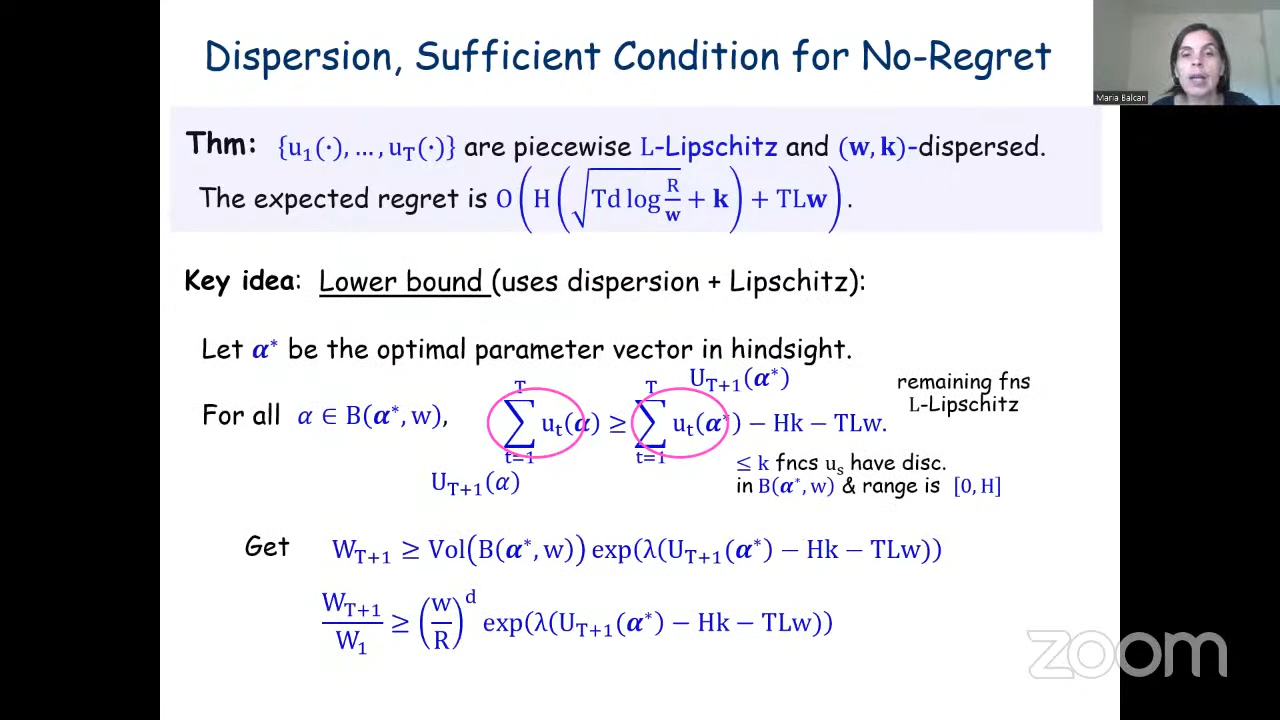 Dispersion, Sufficient Condition for No-Regret
Maria Balcan
Thm: {u₁(·), …, u_T(·)} are piecewise L-Lipschitz and (w, k)-dispersed.
The expected regret is O(H(√(Td log R/w) + k) + TLw).
Key idea: Lower bound (uses dispersion + Lipschitz):
Let α* be the optimal parameter vector in hindsight.
U_{T+1}(α*)
remaining fns
L-Lipschitz
For all α ∈ B(α*, w), ∑_{t=1}^{T} u_t(α) ≥ ∑_{t=1}^{T} u_t(α*) − Hk − TLw.
≤ k fncs u_s have disc.
in B(α*, w) & range is [0, H]
U_{T+1}(α)
Get W_{T+1} ≥ Vol(B(α*, w)) exp(λ(U_{T+1}(α*) − Hk − TLw))
W_{T+1}/W₁ ≥ (w/R)^d exp(λ(U_{T+1}(α*) − Hk − TLw))
zoom